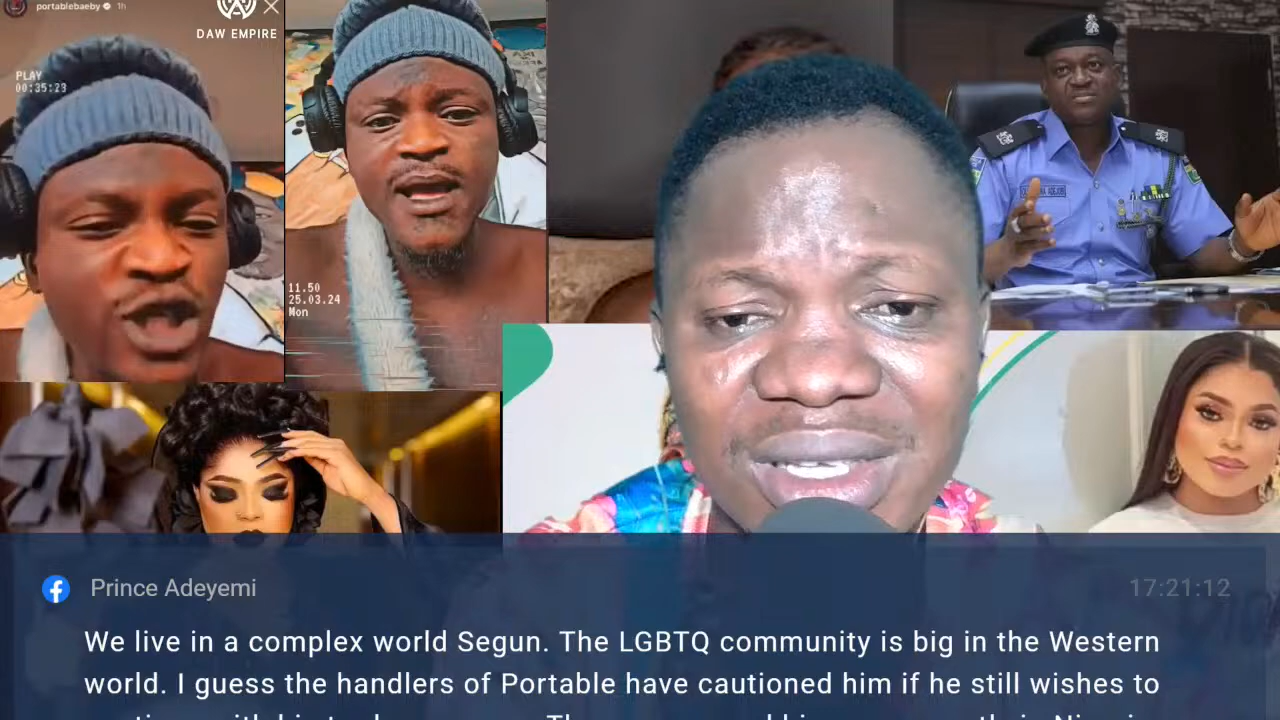 portablebaeby 1h
DAW EMPIRE
PLAY
00:35:23
11.50
25.03.24
Mon
Prince Adeyemi
17:21:12
We live in a complex world Segun. The LGBTQ community is big in the Western
world. I guess the handlers of Portable have cautioned him if he still wishes to